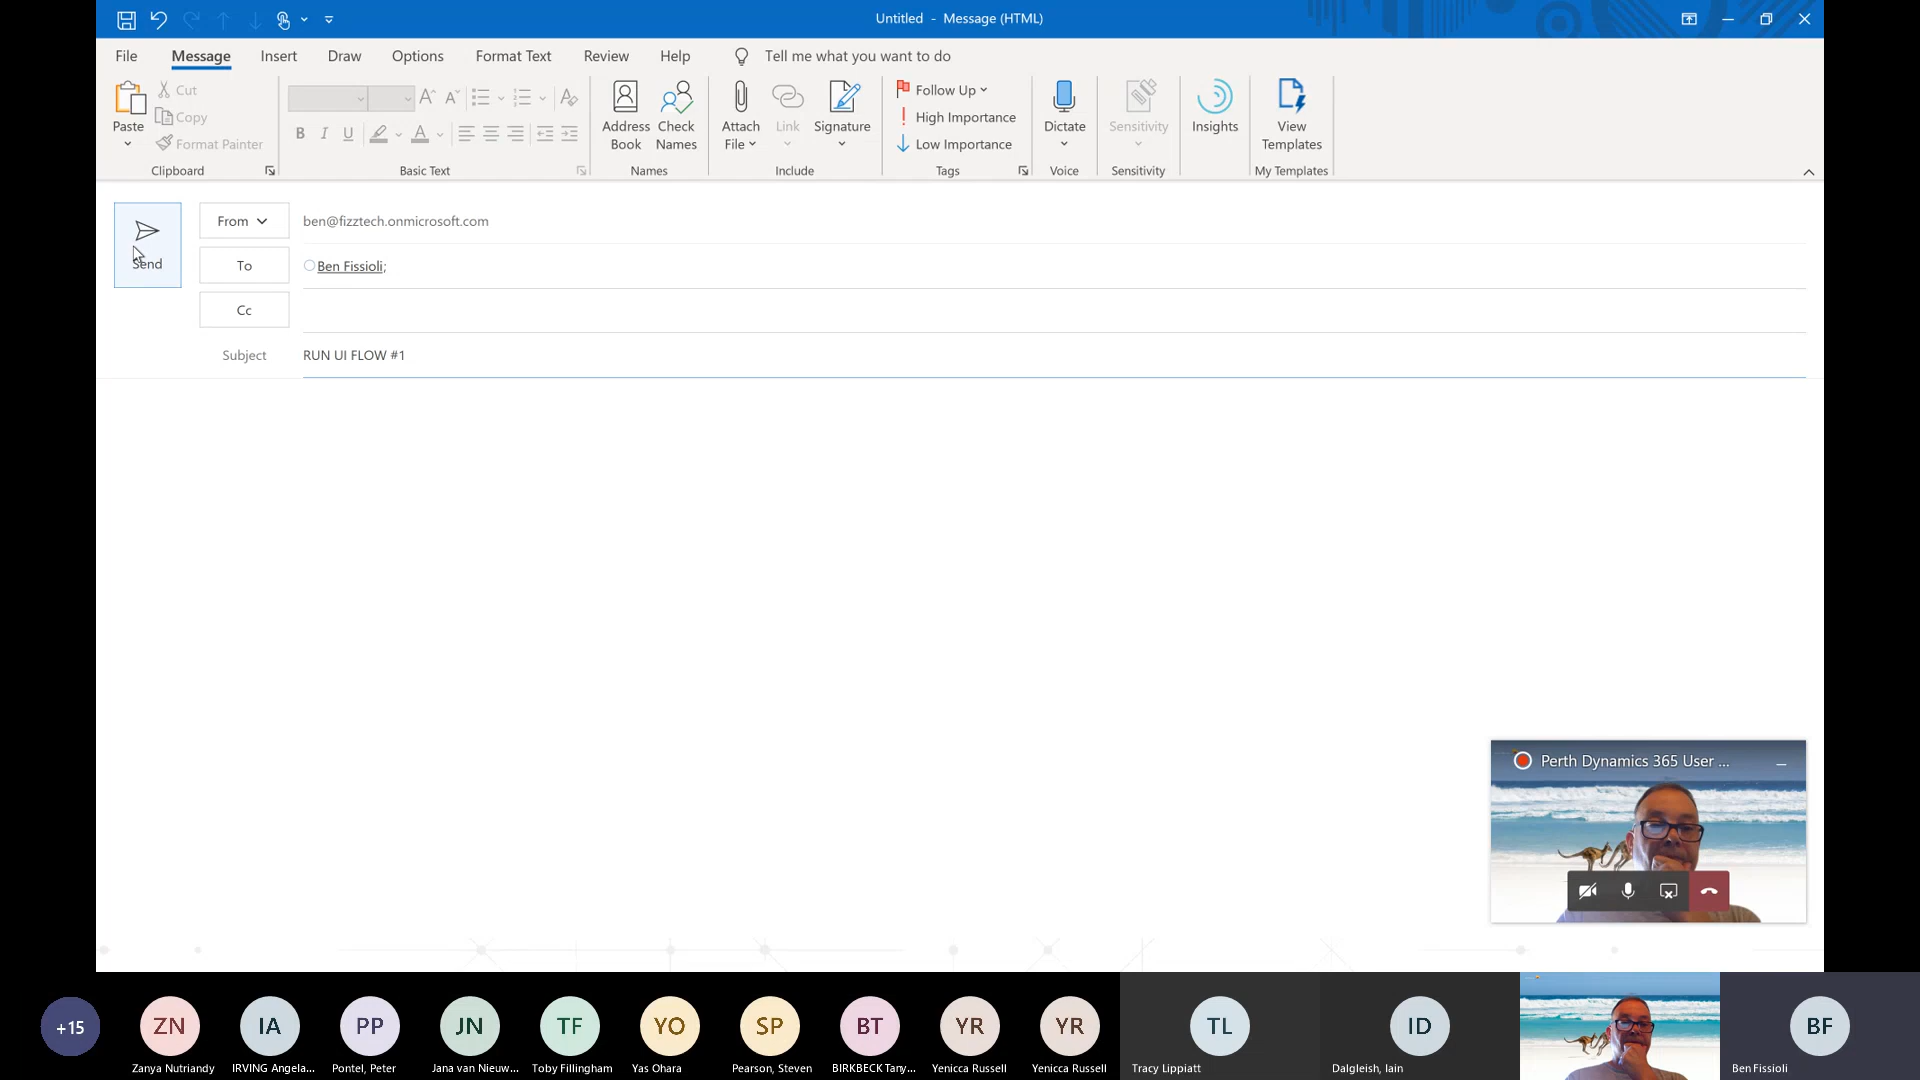 Untitled - Message (HTML)
File Message Insert Draw Options Format Text Review Help Tell me what you want to do
Paste
Cut
Copy
Format Painter
Clipboard
B I U A
Basic Text
Address Book
Check Names
Names
Attach File
Link
Signature
Include
Follow Up
High Importance
Low Importance
Tags
Dictate
Voice
Sensitivity
Sensitivity
Insights
View Templates
My Templates
Send
From ben@fizztech.onmicrosoft.com
To Ben Fissioli;
Cc
Subject RUN UI FLOW #1
Perth Dynamics 365 User ...
+15 ZN IA PP JN TF YO SP BT YR YR TL ID BF
Zanya Nutriandy IRVING Angela... Pontel, Peter Jana van Nieuw... Toby Fillingham Yas Ohara Pearson, Steven BIRKBECK Tany... Yenicca Russell Yenicca Russell Tracy Lippiatt Dalgleish, Iain Ben Fissioli